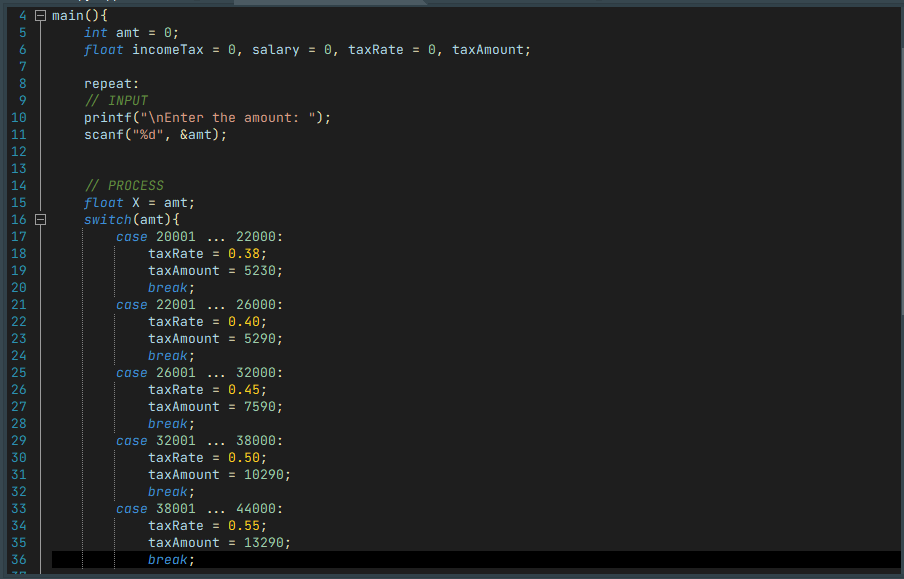 4 main(){
5 int amt = 0;
6 float incomeTax = 0, salary = 0, taxRate = 0, taxAmount;
7
8 repeat:
9 // INPUT
10 printf("\nEnter the amount: ");
11 scanf("%d", &amt);
12
13
14 // PROCESS
15 float X = amt;
16 switch(amt){
17 case 20001 ... 22000:
18 taxRate = 0.38;
19 taxAmount = 5230;
20 break;
21 case 22001 ... 26000:
22 taxRate = 0.40;
23 taxAmount = 5290;
24 break;
25 case 26001 ... 32000:
26 taxRate = 0.45;
27 taxAmount = 7590;
28 break;
29 case 32001 ... 38000:
30 taxRate = 0.50;
31 taxAmount = 10290;
32 break;
33 case 38001 ... 44000:
34 taxRate = 0.55;
35 taxAmount = 13290;
36 break;